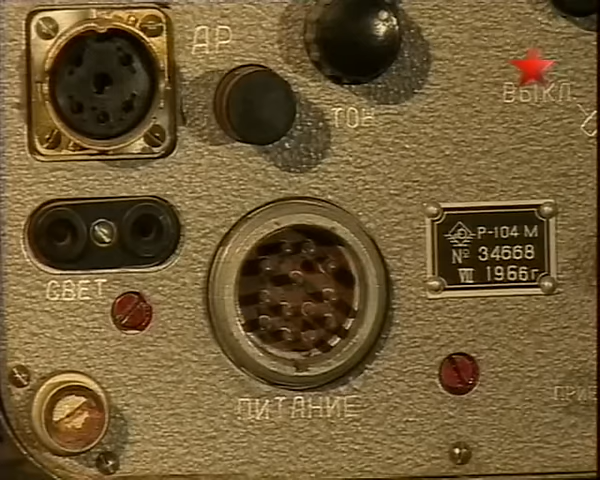 ДР
ТОН
ВЫКЛ
Р-104 М
№ 34668
VII 1966г
СВЕТ
ПИТАНИЕ